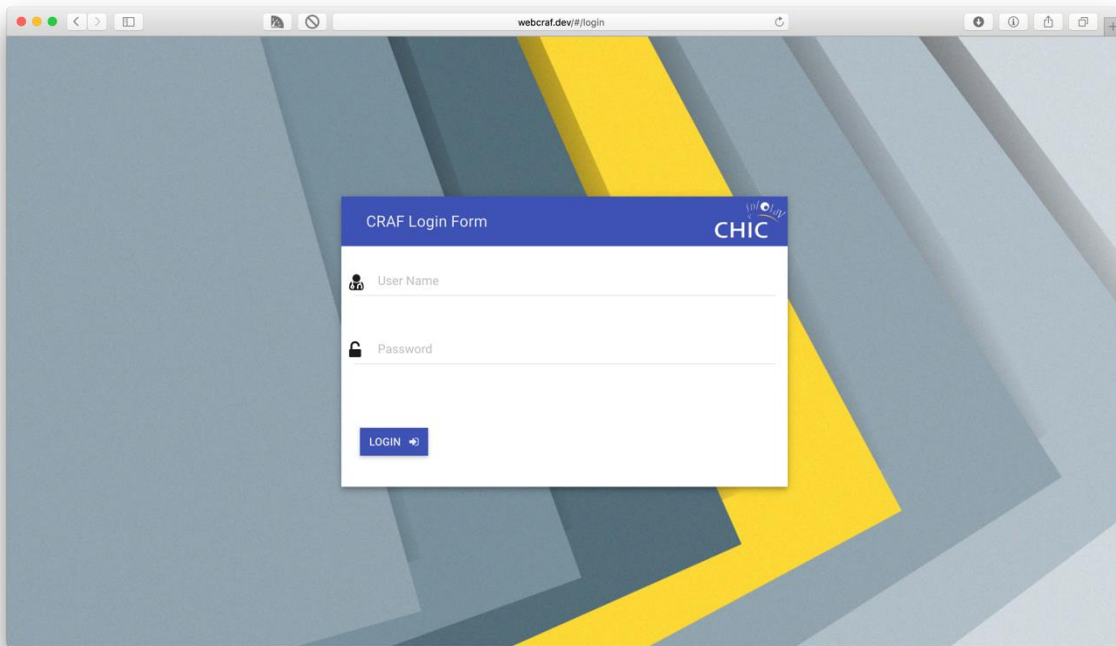 webcraf.dev/#/login
CRAF Login Form
CHIC
User Name
Password
LOGIN